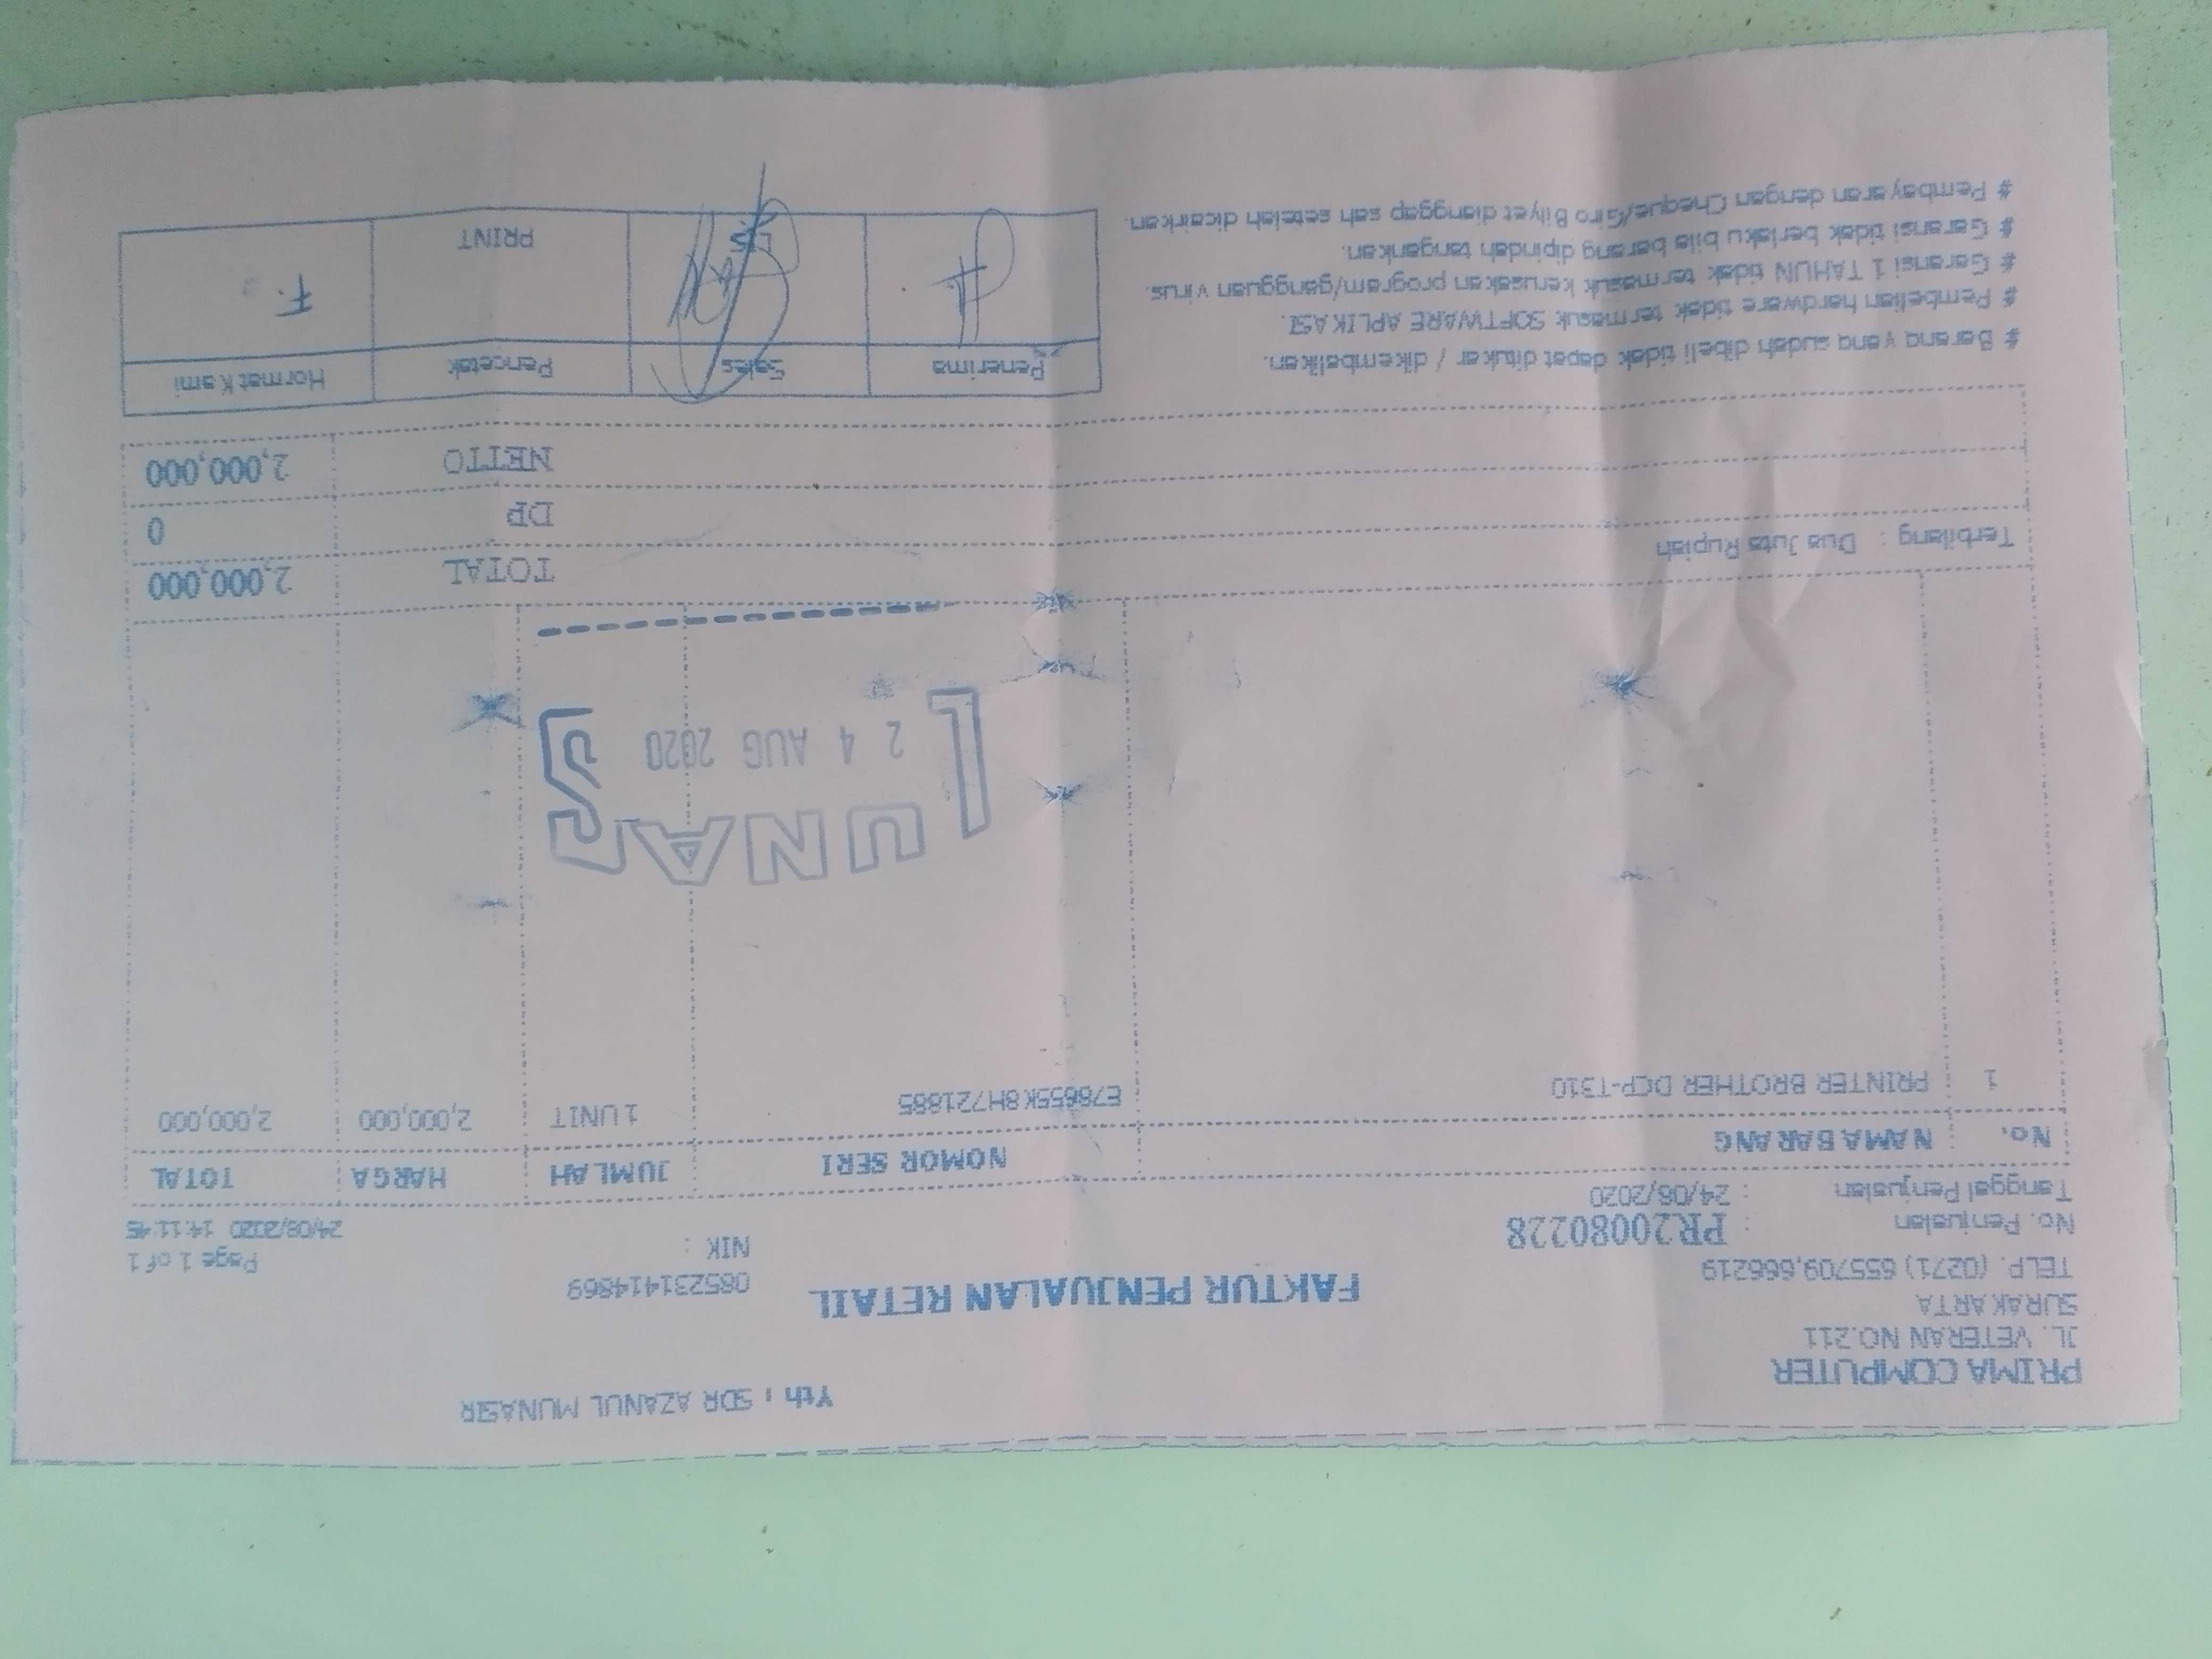 PRIMA COMPUTER
JL. VETERAN NO.211
SURAKARTA
TELP. (0271) 655709,666219
No. Penjualan : PR20080228
Tanggal Penjualan : 24/08/2020
FAKTUR PENJUALAN RETAIL
Yth : SDR AZANUL MUNASIR
085231414869
NIK :
Page 1 of 1
24/08/2020 14:11:45
No. NAMA BARANG NOMOR SERI JUMLAH HARGA TOTAL
1 PRINTER BROTHER DCP-T310 E78655K8H721885 1 UNIT 2,000,000 2,000,000
LUNAS
24 AUG 2020
Terbilang : Dua Juta Rupiah
TOTAL 2,000,000
DP 0
NETTO 2,000,000
# Barang yang sudah dibeli tidak dapat ditukar / dikembalikan.
# Pembelian hardware tidak termasuk SOFTWARE APLIKASI.
# Garansi 1 TAHUN tidak termasuk kerusakan program/gangguan virus.
# Garansi tidak berlaku bila barang dipindah tangankan.
# Pembayaran dengan Cheque/Giro Bilyet dianggap sah setelah dicairkan.
Penerima Sales Pencetak Hormat Kami
PRINT